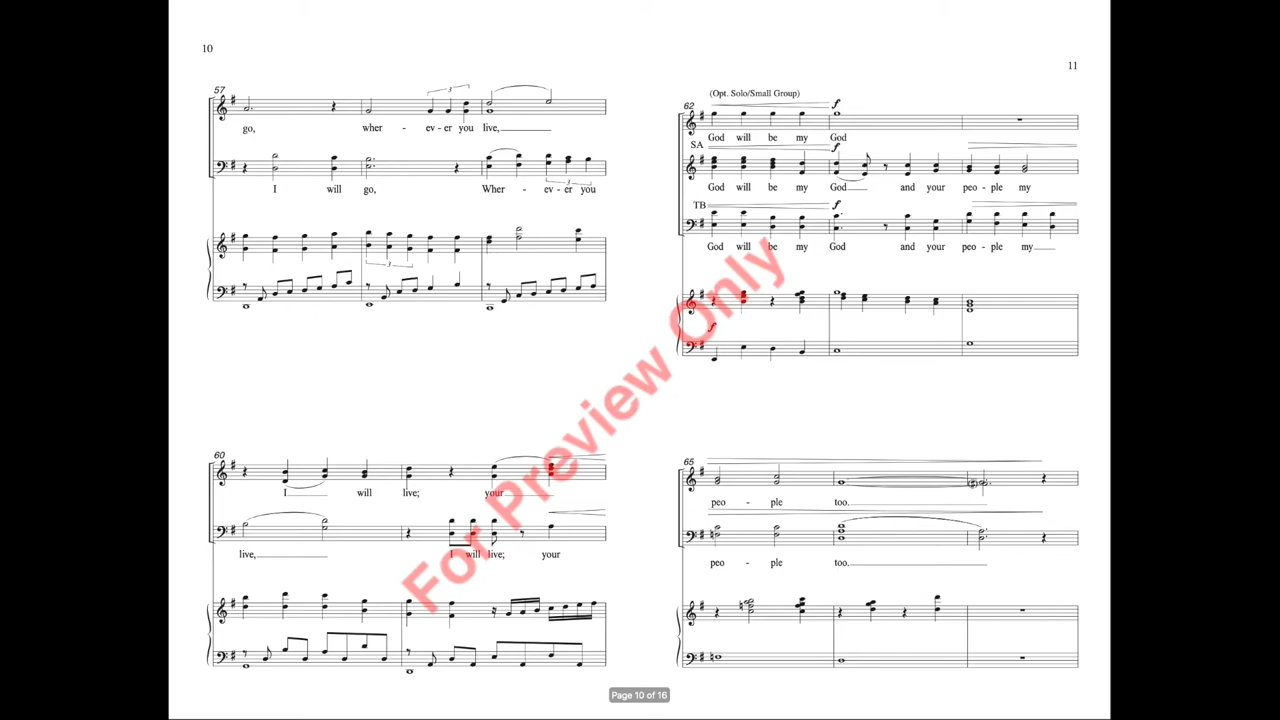 10
57
3
go, wher - ev - er you live,
I will go, Wher - ev - er you
3
3
60
I will live; your
live, I will live; your
11
(Opt. Solo/Small Group)
62
f
God will be my God
SA
f
God will be my God and your peo - ple my
TB
f
God will be my God and your peo - ple my
f
65
peo - ple too.
peo - ple too.
For Preview Only
Page 10 of 16